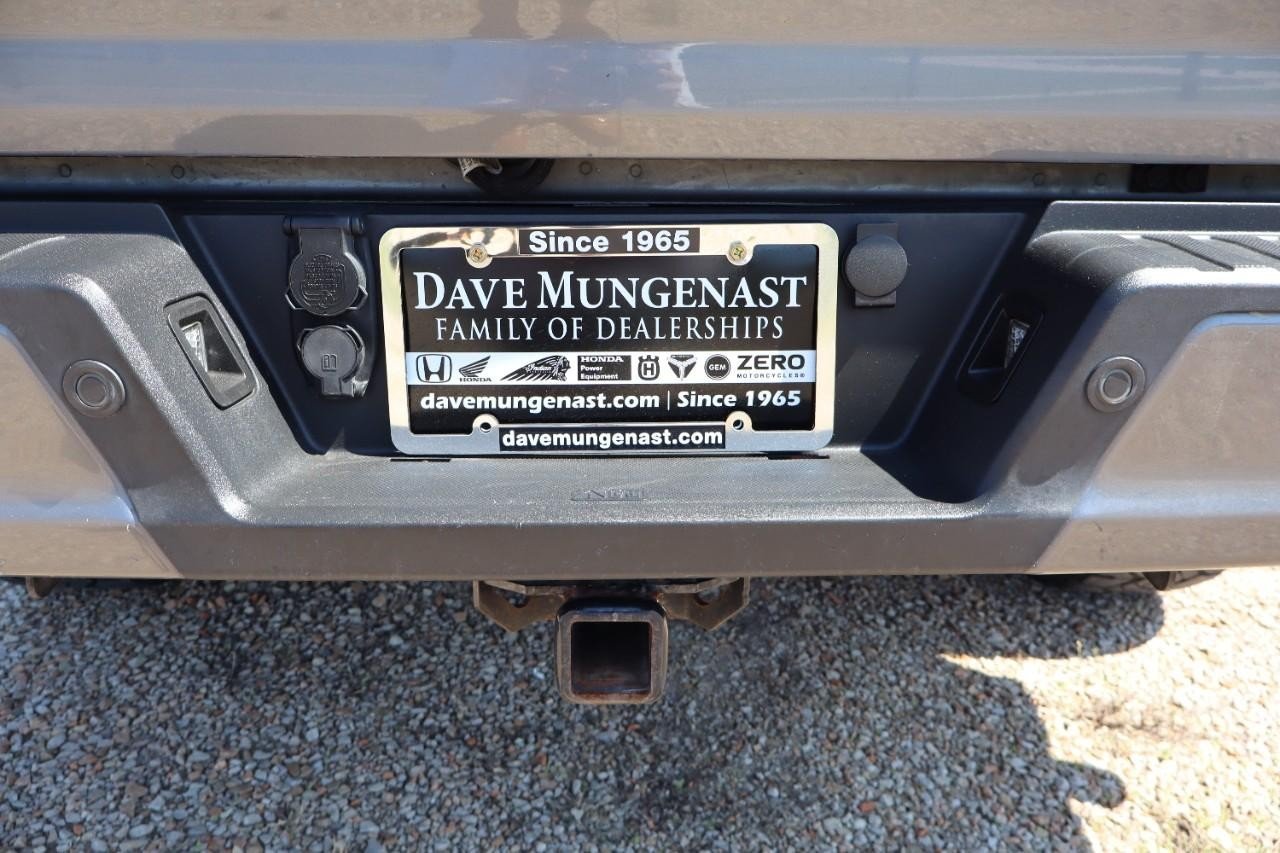 Since 1965
DAVE MUNGENAST
FAMILY OF DEALERSHIPS
HONDA Indian HONDA Power Equipment GEM ZERO MOTORCYCLES®
davemungenast.com | Since 1965
davemungenast.com